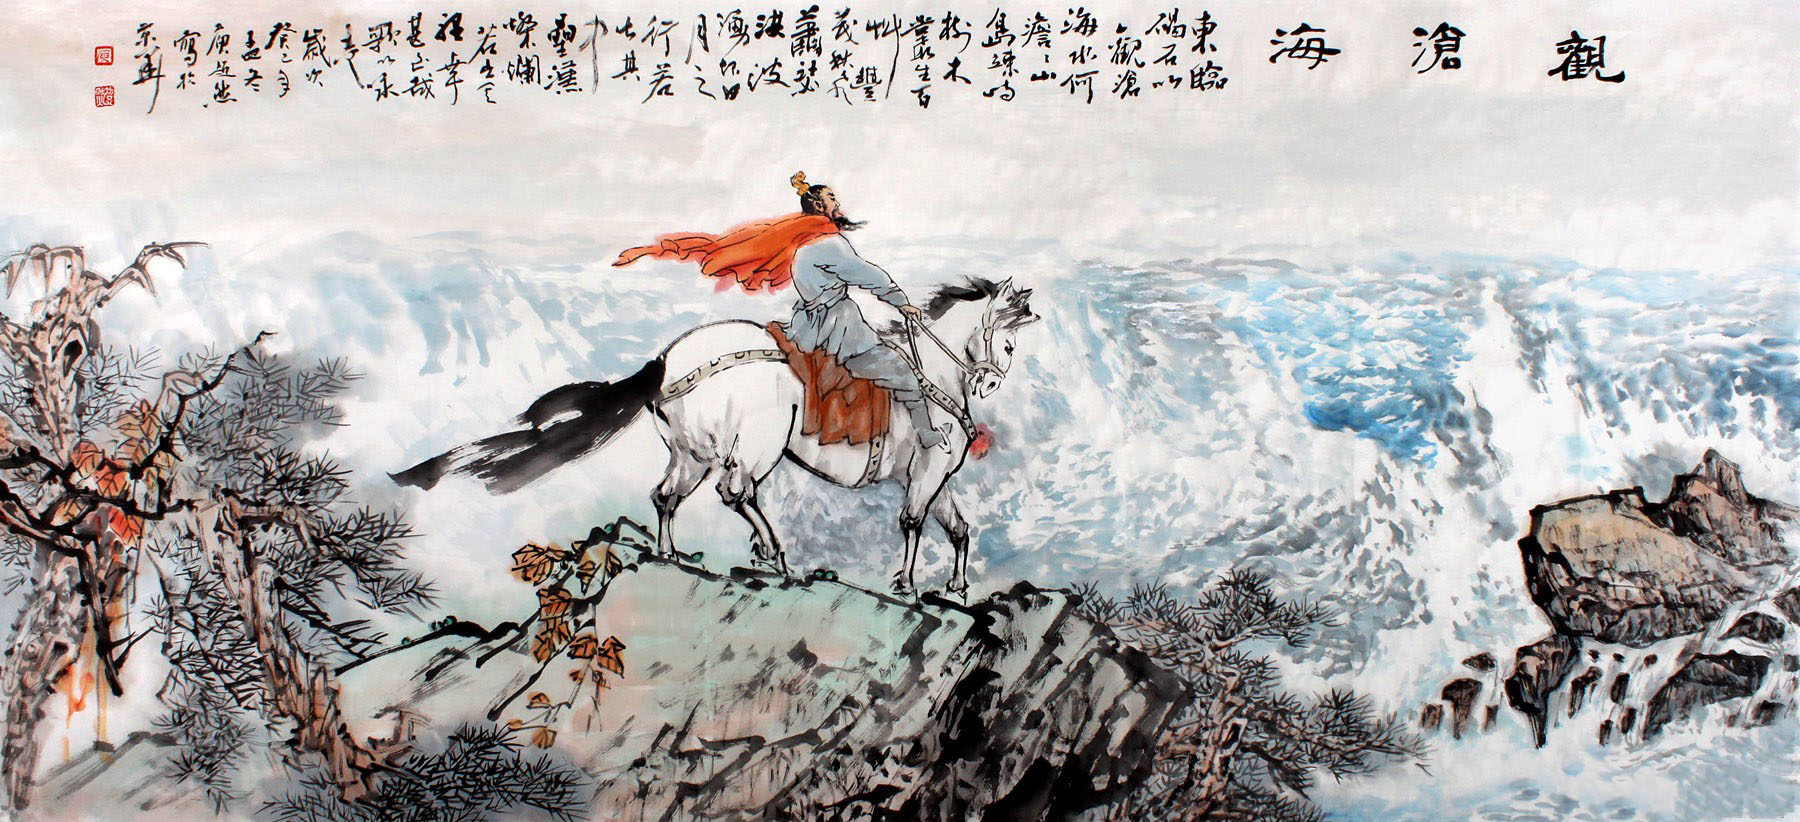 觀滄海
東臨
碣石以
觀滄
海水何
澹〻山
島竦峙
樹木
叢生百
艸豐
茂秋風
蕭瑟
洪波
湧起日
月之
行若
出其
中
星漢
燦爛
若出其
裡幸
甚至哉
歌以詠
志
歲次
癸巳年
孟冬
寫於
京華